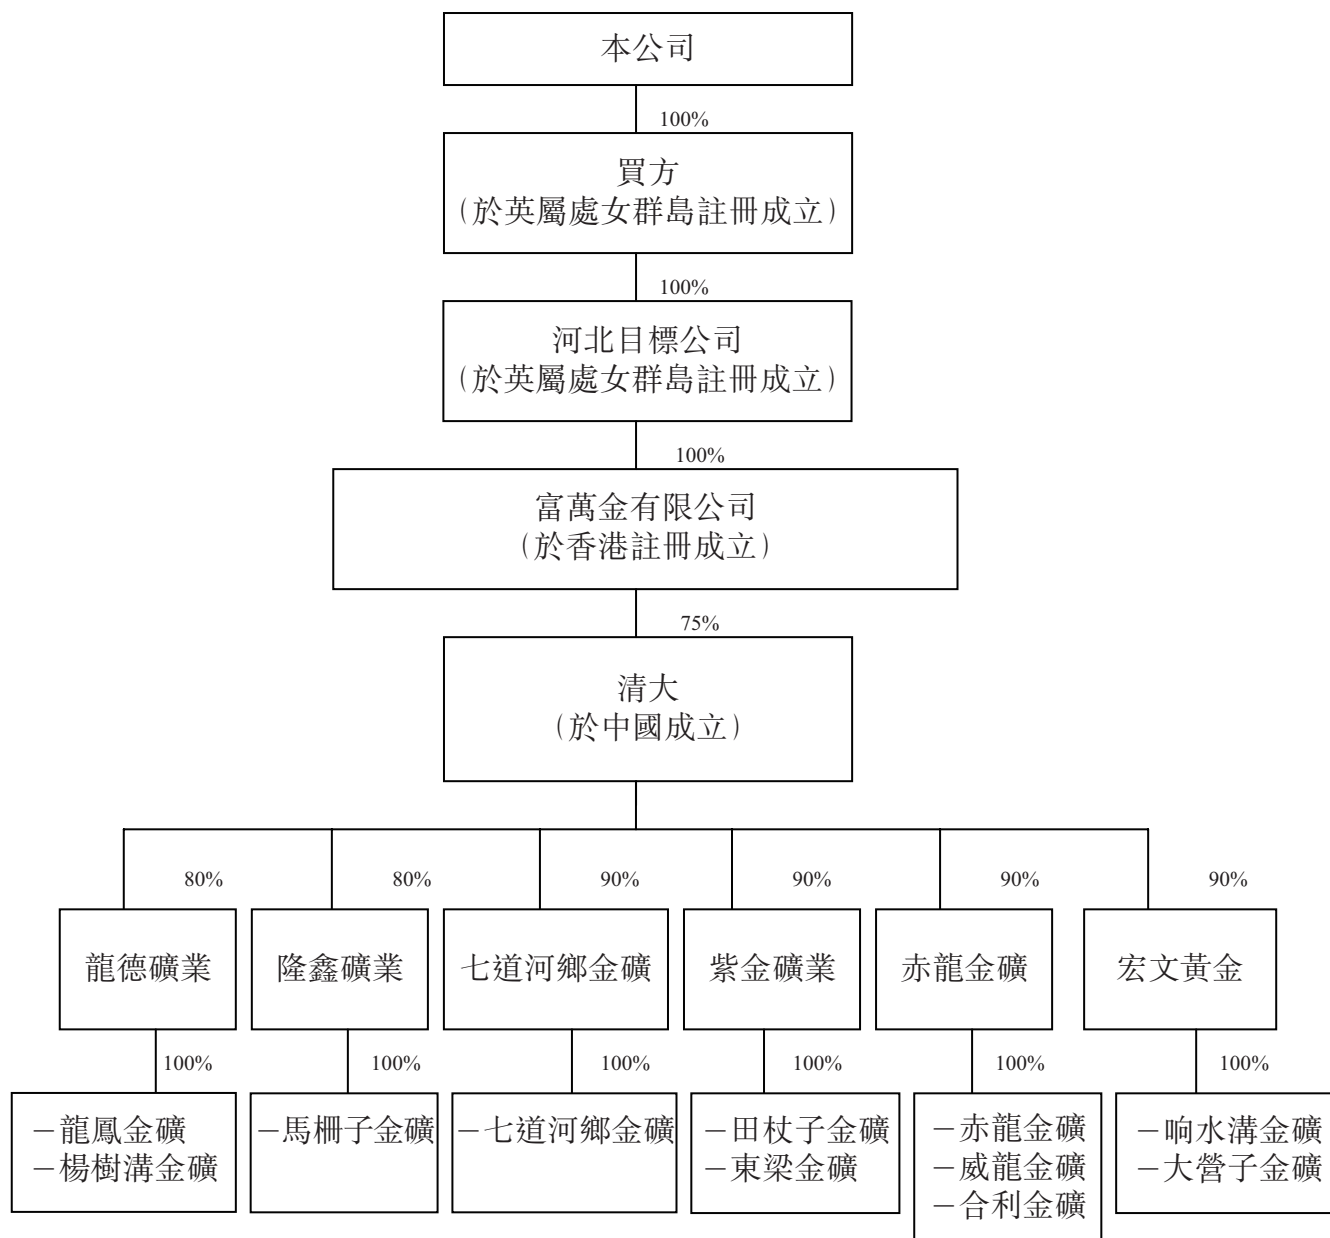 本公司
100%
買方
(於英屬處女群島註冊成立)
100%
河北目標公司
(於英屬處女群島註冊成立)
100%
富萬金有限公司
(於香港註冊成立)
75%
清大
(於中國成立)
80%
80%
90%
90%
90%
90%
龍德礦業
隆鑫礦業
七道河鄉金礦
紫金礦業
赤龍金礦
宏文黃金
100%
100%
100%
100%
100%
100%
－龍鳳金礦
－楊樹溝金礦
－馬柵子金礦
－七道河鄉金礦
－田杖子金礦
－東梁金礦
－赤龍金礦
－威龍金礦
－合利金礦
－响水溝金礦
－大營子金礦